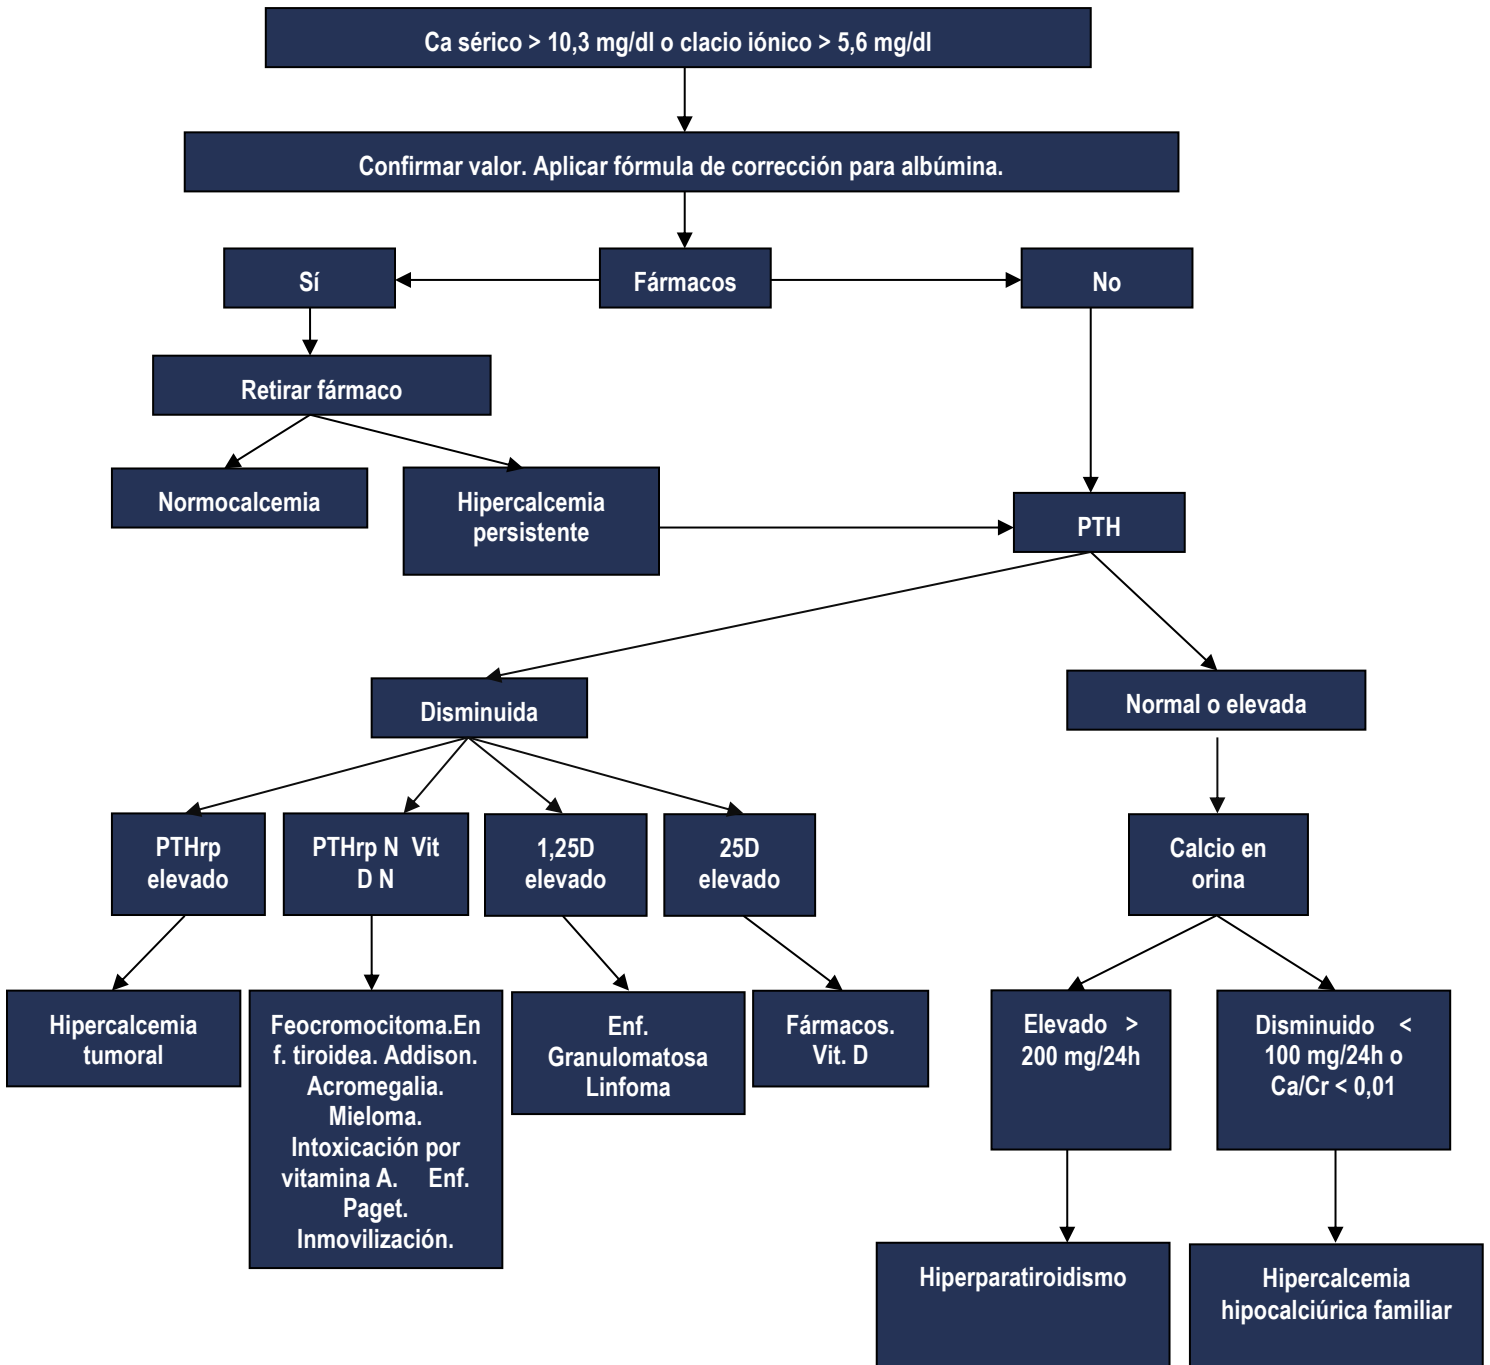 Ca sérico > 10,3 mg/dl o clacio iónico > 5,6 mg/dl
Confirmar valor. Aplicar fórmula de corrección para albúmina.
Sí
Fármacos
No
Retirar fármaco
Normocalcemia
Hipercalcemia
persistente
PTH
Disminuida
Normal o elevada
PTHrp
elevado
PTHrp N Vit
D N
1,25D
elevado
25D
elevado
Calcio en
orina
Hipercalcemia
tumoral
Feocromocitoma.En
f. tiroidea. Addison.
Acromegalia.
Mieloma.
Intoxicación por
vitamina A. Enf.
Paget.
Inmovilización.
Enf.
Granulomatosa
Linfoma
Fármacos.
Vit. D
Elevado >
200 mg/24h
Disminuido <
100 mg/24h o
Ca/Cr < 0,01
Hiperparatiroidismo
Hipercalcemia
hipocalciúrica familiar